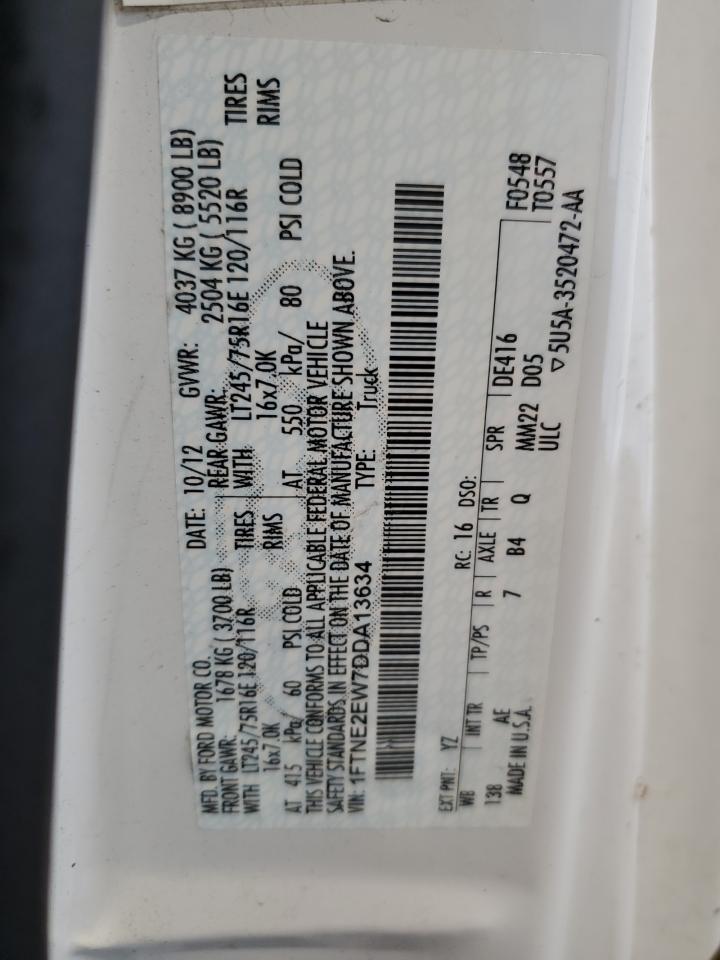 MFD. BY FORD MOTOR CO. DATE: 10/12 GVWR: 4037 KG ( 8900 LB)
FRONT GAWR: 1678 KG ( 3700 LB) REAR GAWR: 2504 KG ( 5520 LB)
WITH LT245/75R16E 120/116R TIRES WITH LT245/75R16E 120/116R TIRES
16x7.0K RIMS 16x7.0K RIMS
AT 415 kPa/ 60 PSI COLD AT 550 kPa/ 80 PSI COLD
THIS VEHICLE CONFORMS TO ALL APPLICABLE FEDERAL MOTOR VEHICLE
SAFETY STANDARDS IN EFFECT ON THE DATE OF MANUFACTURE SHOWN ABOVE.
VIN: 1FTNE2EW7DDA13634 TYPE: Truck
EXT PNT: YZ RC: 16 DSO: F0548
WB INT TR TP/PS R AXLE TR SPR DE416 T0557
138 AE 7 B4 Q MM22 D05
MADE IN U.S.A. ULC
▽5U5A-3520472-AA